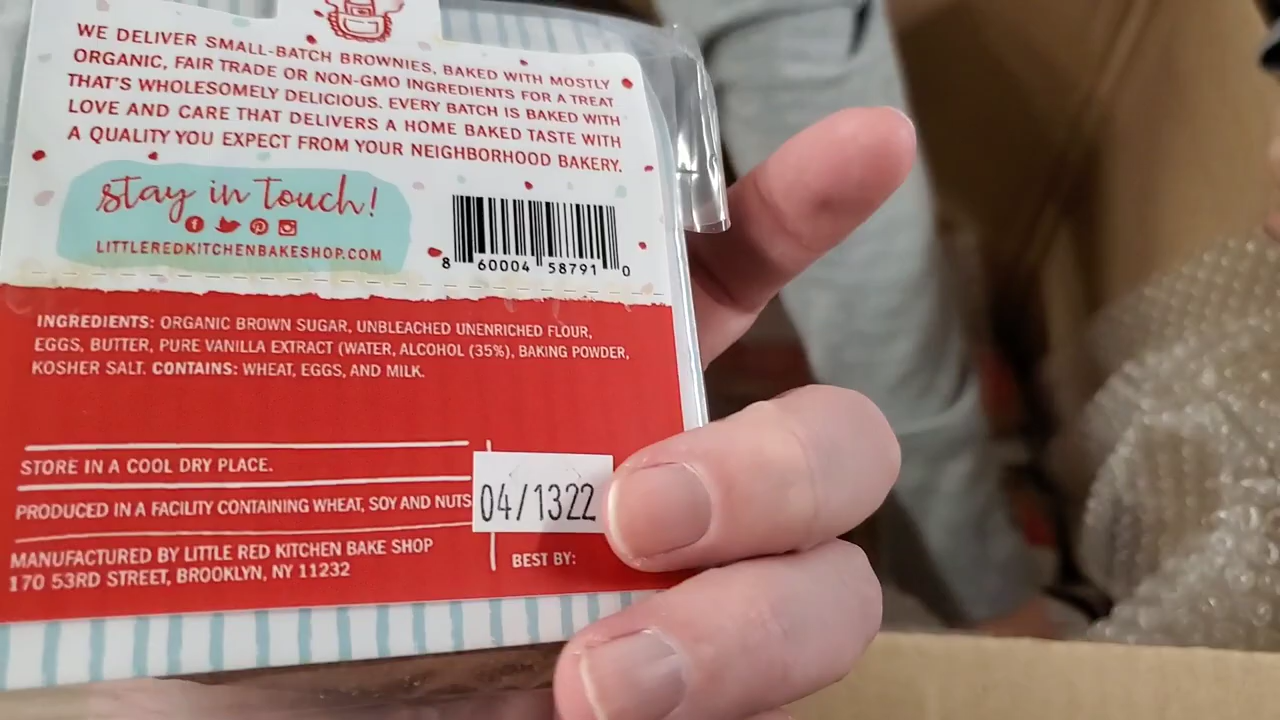 WE DELIVER SMALL-BATCH BROWNIES, BAKED WITH MOSTLY
ORGANIC, FAIR TRADE OR NON-GMO INGREDIENTS FOR A TREAT
THAT'S WHOLESOMELY DELICIOUS. EVERY BATCH IS BAKED WITH
LOVE AND CARE THAT DELIVERS A HOME BAKED TASTE WITH
A QUALITY YOU EXPECT FROM YOUR NEIGHBORHOOD BAKERY.
stay in touch!
LITTLEREDKITCHENBAKESHOP.COM
8 60004 58791 0
INGREDIENTS: ORGANIC BROWN SUGAR, UNBLEACHED UNENRICHED FLOUR,
EGGS, BUTTER, PURE VANILLA EXTRACT (WATER, ALCOHOL (35%), BAKING POWDER,
KOSHER SALT. CONTAINS: WHEAT, EGGS, AND MILK.
STORE IN A COOL DRY PLACE.
PRODUCED IN A FACILITY CONTAINING WHEAT, SOY AND NUTS
04/1322
MANUFACTURED BY LITTLE RED KITCHEN BAKE SHOP
170 53RD STREET, BROOKLYN, NY 11232
BEST BY: